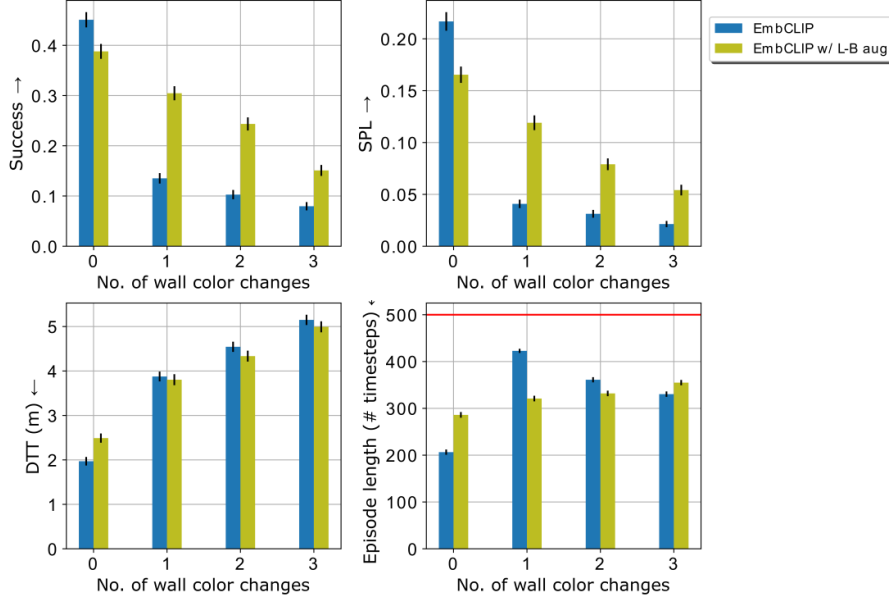 EmbCLIP
EmbCLIP w/ L-B aug
Success →
0.4
0.3
0.2
0.1
0.0
0 1 2 3
No. of wall color changes
SPL →
0.20
0.15
0.10
0.05
0.00
0 1 2 3
No. of wall color changes
DTT (m) ←
5
4
3
2
1
0
0 1 2 3
No. of wall color changes
Episode length (# timesteps) ←
500
400
300
200
100
0
0 1 2 3
No. of wall color changes